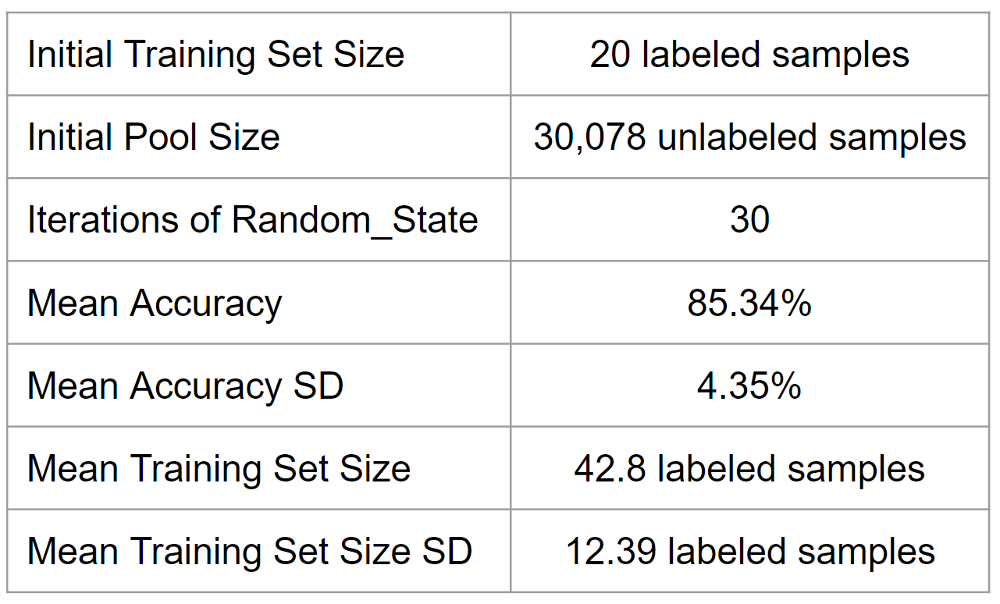 Initial Training Set Size 20 labeled samples
Initial Pool Size 30,078 unlabeled samples
Iterations of Random_State 30
Mean Accuracy 85.34%
Mean Accuracy SD 4.35%
Mean Training Set Size 42.8 labeled samples
Mean Training Set Size SD 12.39 labeled samples